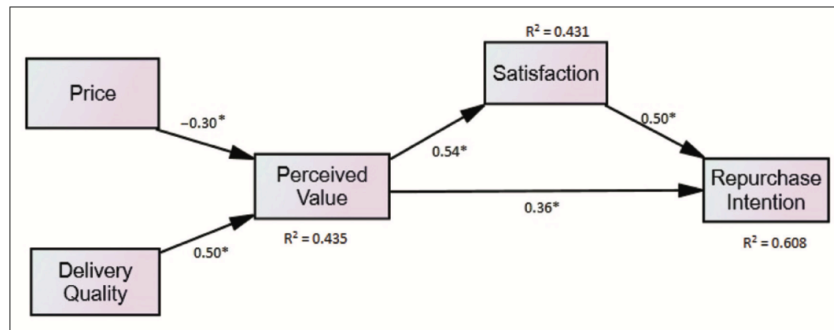 R² = 0.431
Satisfaction
Price
−0.30*
0.54*
0.50*
Perceived
Value
R² = 0.435
0.36*
Repurchase
Intention
R² = 0.608
0.50*
Delivery
Quality